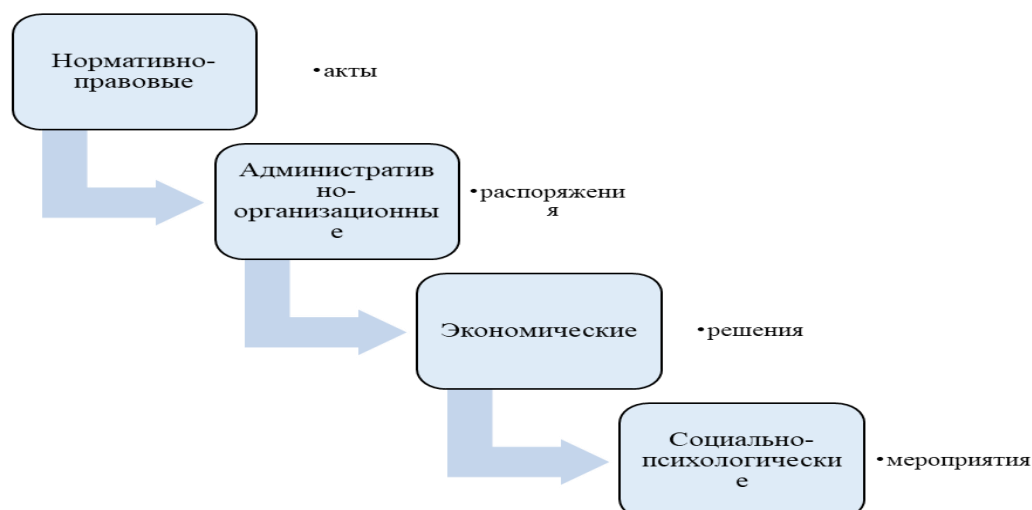 Нормативно-
правовые
•акты
Административ
но-
организационны
е
•распоряжени
я
Экономические
•решения
Социально-
психологически
е
•мероприятия